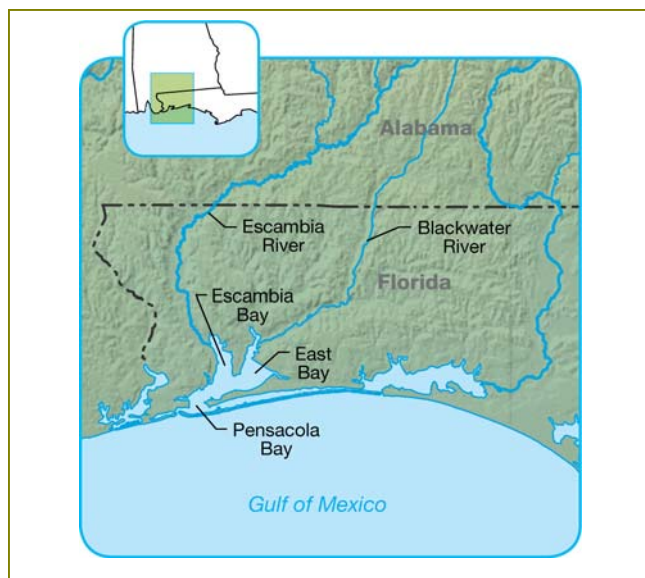 Alabama
Escambia
River
Blackwater
River
Florida
Escambia
Bay
East
Bay
Pensacola
Bay
Gulf of Mexico